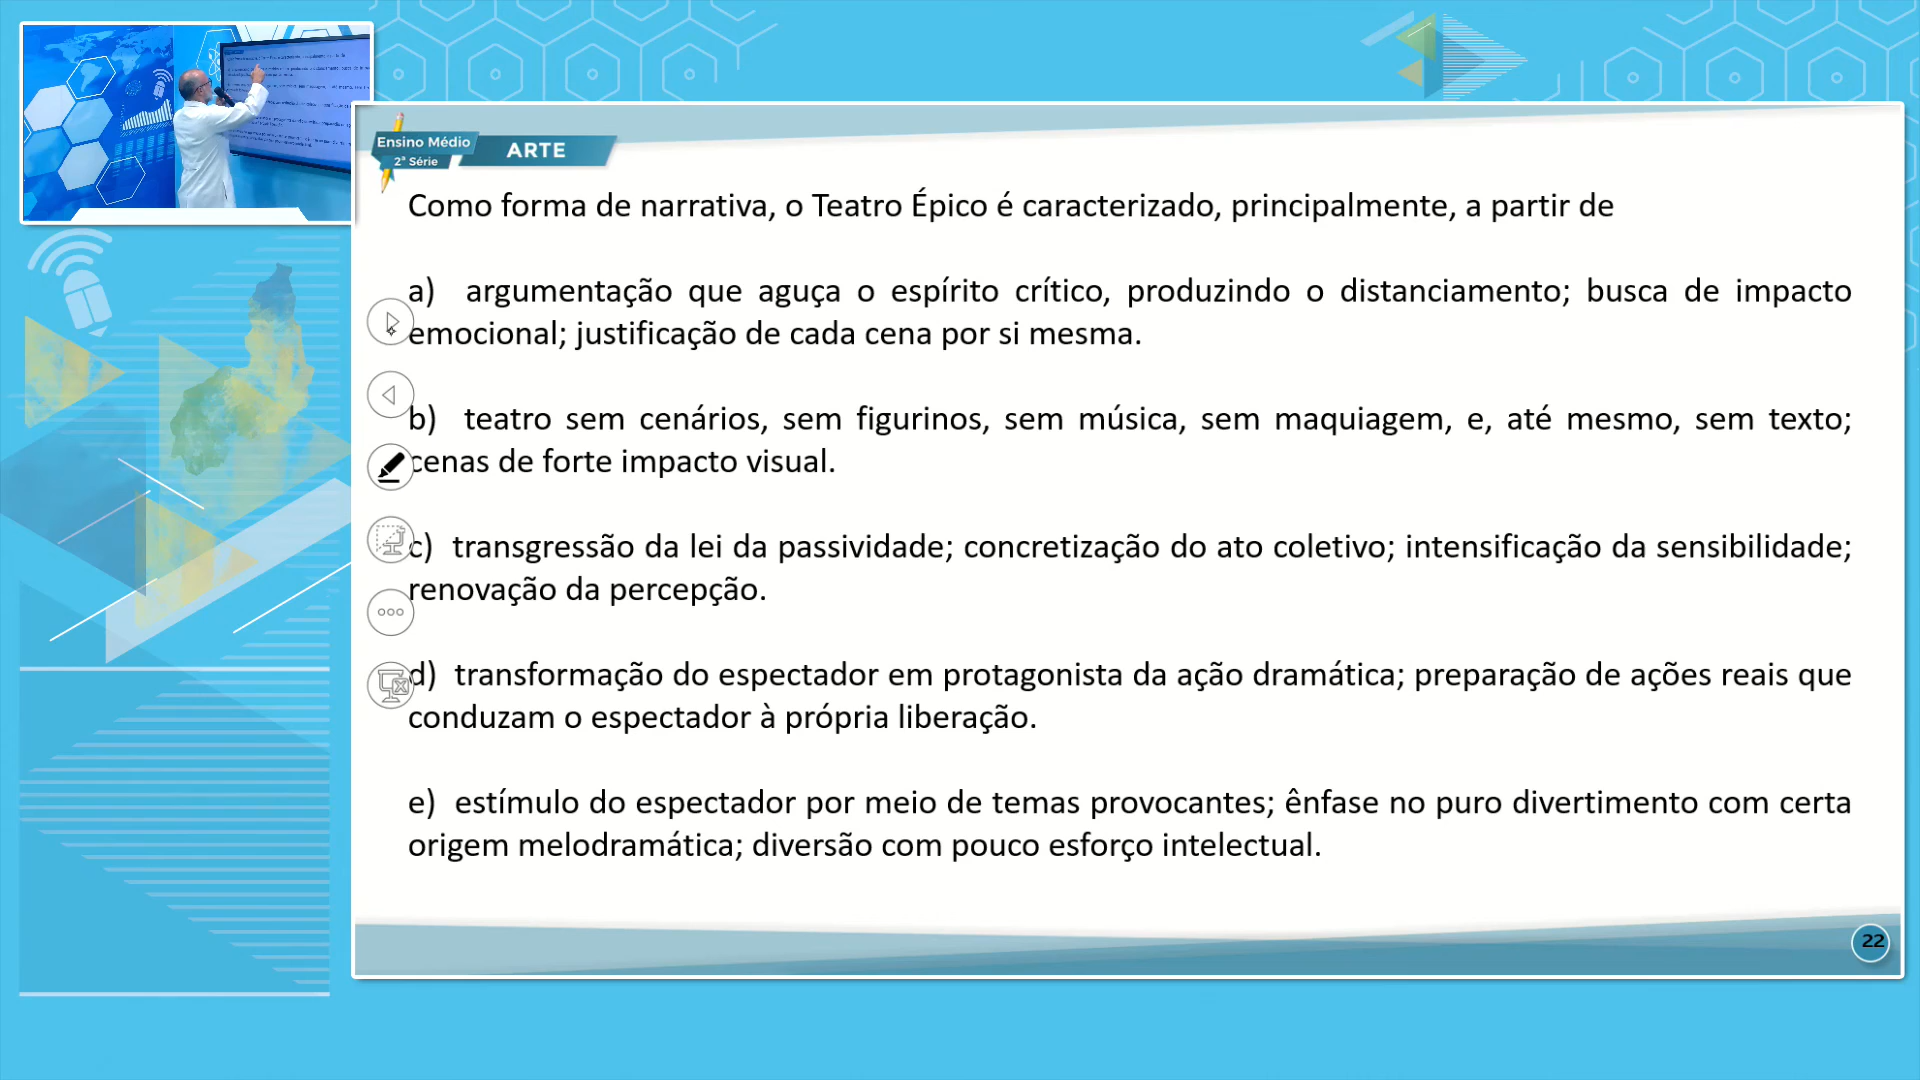 Ensino Médio
2ª Série
ARTE
Como forma de narrativa, o Teatro Épico é caracterizado, principalmente, a partir de
a) argumentação que aguça o espírito crítico, produzindo o distanciamento; busca de impacto
emocional; justificação de cada cena por si mesma.
b) teatro sem cenários, sem figurinos, sem música, sem maquiagem, e, até mesmo, sem texto;
cenas de forte impacto visual.
c) transgressão da lei da passividade; concretização do ato coletivo; intensificação da sensibilidade;
renovação da percepção.
d) transformação do espectador em protagonista da ação dramática; preparação de ações reais que
conduzam o espectador à própria liberação.
e) estímulo do espectador por meio de temas provocantes; ênfase no puro divertimento com certa
origem melodramática; diversão com pouco esforço intelectual.
22